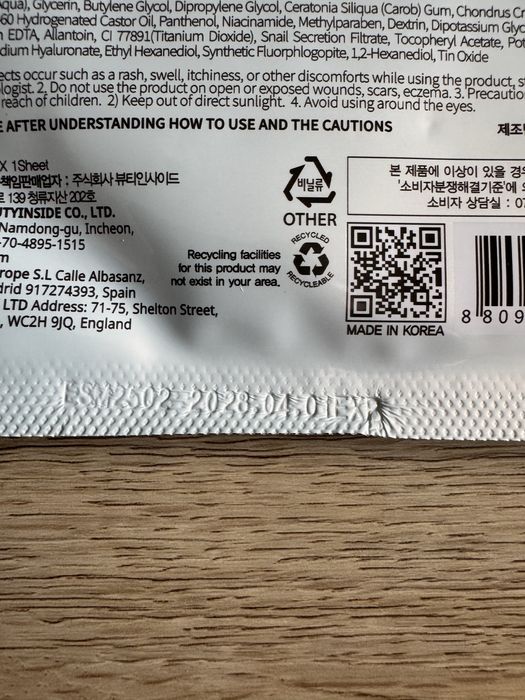 Aqua), Glycerin, Butylene Glycol, Dipropylene Glycol, Ceratonia Siliqua (Carob) Gum, Chondrus
60 Hydrogenated Castor Oil, Panthenol, Niacinamide, Methylparaben, Dextrin, Dipotassium
EDTA, Allantoin, CI 77891(Titanium Dioxide), Snail Secretion Filtrate, Tocopheryl Acetate,
dium Hyaluronate, Ethyl Hexanediol, Synthetic Fluorphlogopite, 1,2-Hexanediol, Tin Oxide
ects occur such as a rash, swell, itchiness, or other discomforts while using the product,
ologist. 2. Do not use the product on open or exposed wounds, scars, eczema. 3.
reach of children. 2) Keep out of direct sunlight. 4. Avoid using around the eyes.
E AFTER UNDERSTANDING HOW TO USE AND THE CAUTIONS
제조
X 1Sheet
책임판매업자 : 주식회사 뷰티인사이드
로 139 청류지산 202호
UTYINSIDE CO., LTD.
Namdong-gu, Incheon,
-70-4895-1515
m
rope S.L Calle Albasanz,
drid 917274393, Spain
LTD Address: 71-75, Shelton Street,
, WC2H 9JQ, England
비닐류
OTHER
RECYCLED
RECYCLEABLE
Recycling facilities
for this product may
not exist in your area.
본 제품에 이상이 있을 경우
'소비자분쟁해결기준'에
소비자 상담실 : 07
MADE IN KOREA
8 809
2028.04.01EXP